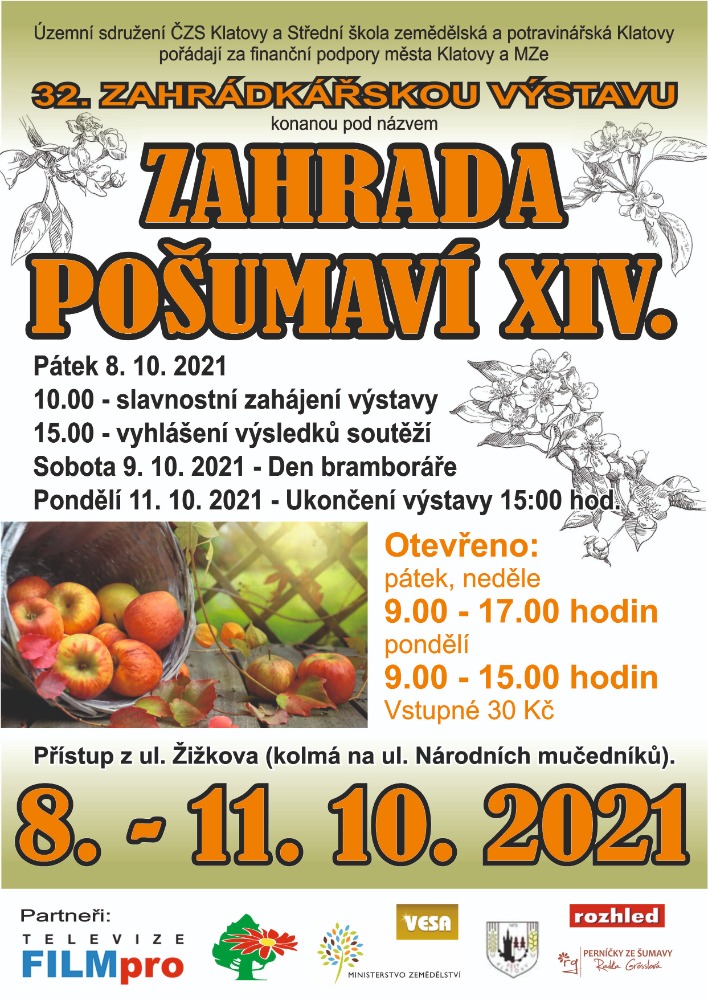 Územní sdružení ČZS Klatovy a Střední škola zemědělská a potravinářská Klatovy
pořádají za finanční podpory města Klatovy a MZe
32. ZAHRÁDKÁŘSKOU VÝSTAVU
konanou pod názvem
ZAHRADA
POŠUMAVÍ XIV.
Pátek 8. 10. 2021
10.00 - slavnostní zahájení výstavy
15.00 - vyhlášení výsledků soutěží
Sobota 9. 10. 2021 - Den bramboráře
Pondělí 11. 10. 2021 - Ukončení výstavy 15:00 hod.
Otevřeno:
pátek, neděle
9.00 - 17.00 hodin
pondělí
9.00 - 15.00 hodin
Vstupné 30 Kč
Přístup z ul. Žižkova (kolmá na ul. Národních mučedníků).
8. - 11. 10. 2021
Partneři:
TELEVIZE
FILMpro
MINISTERSTVO ZEMĚDĚLSTVÍ
VESA
rozhled
PERNÍČKY ZE ŠUMAVY
Radka Grösslová